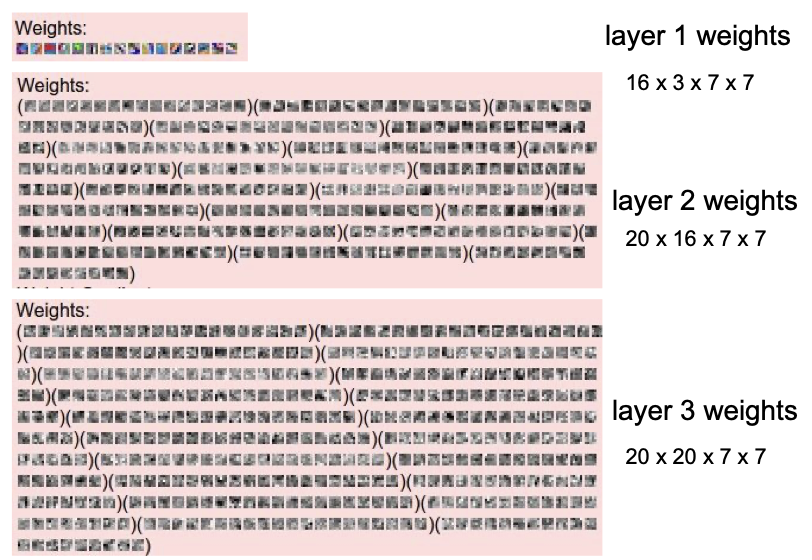 Weights:
layer 1 weights
16 x 3 x 7 x 7
Weights:
layer 2 weights
20 x 16 x 7 x 7
Weights:
layer 3 weights
20 x 20 x 7 x 7